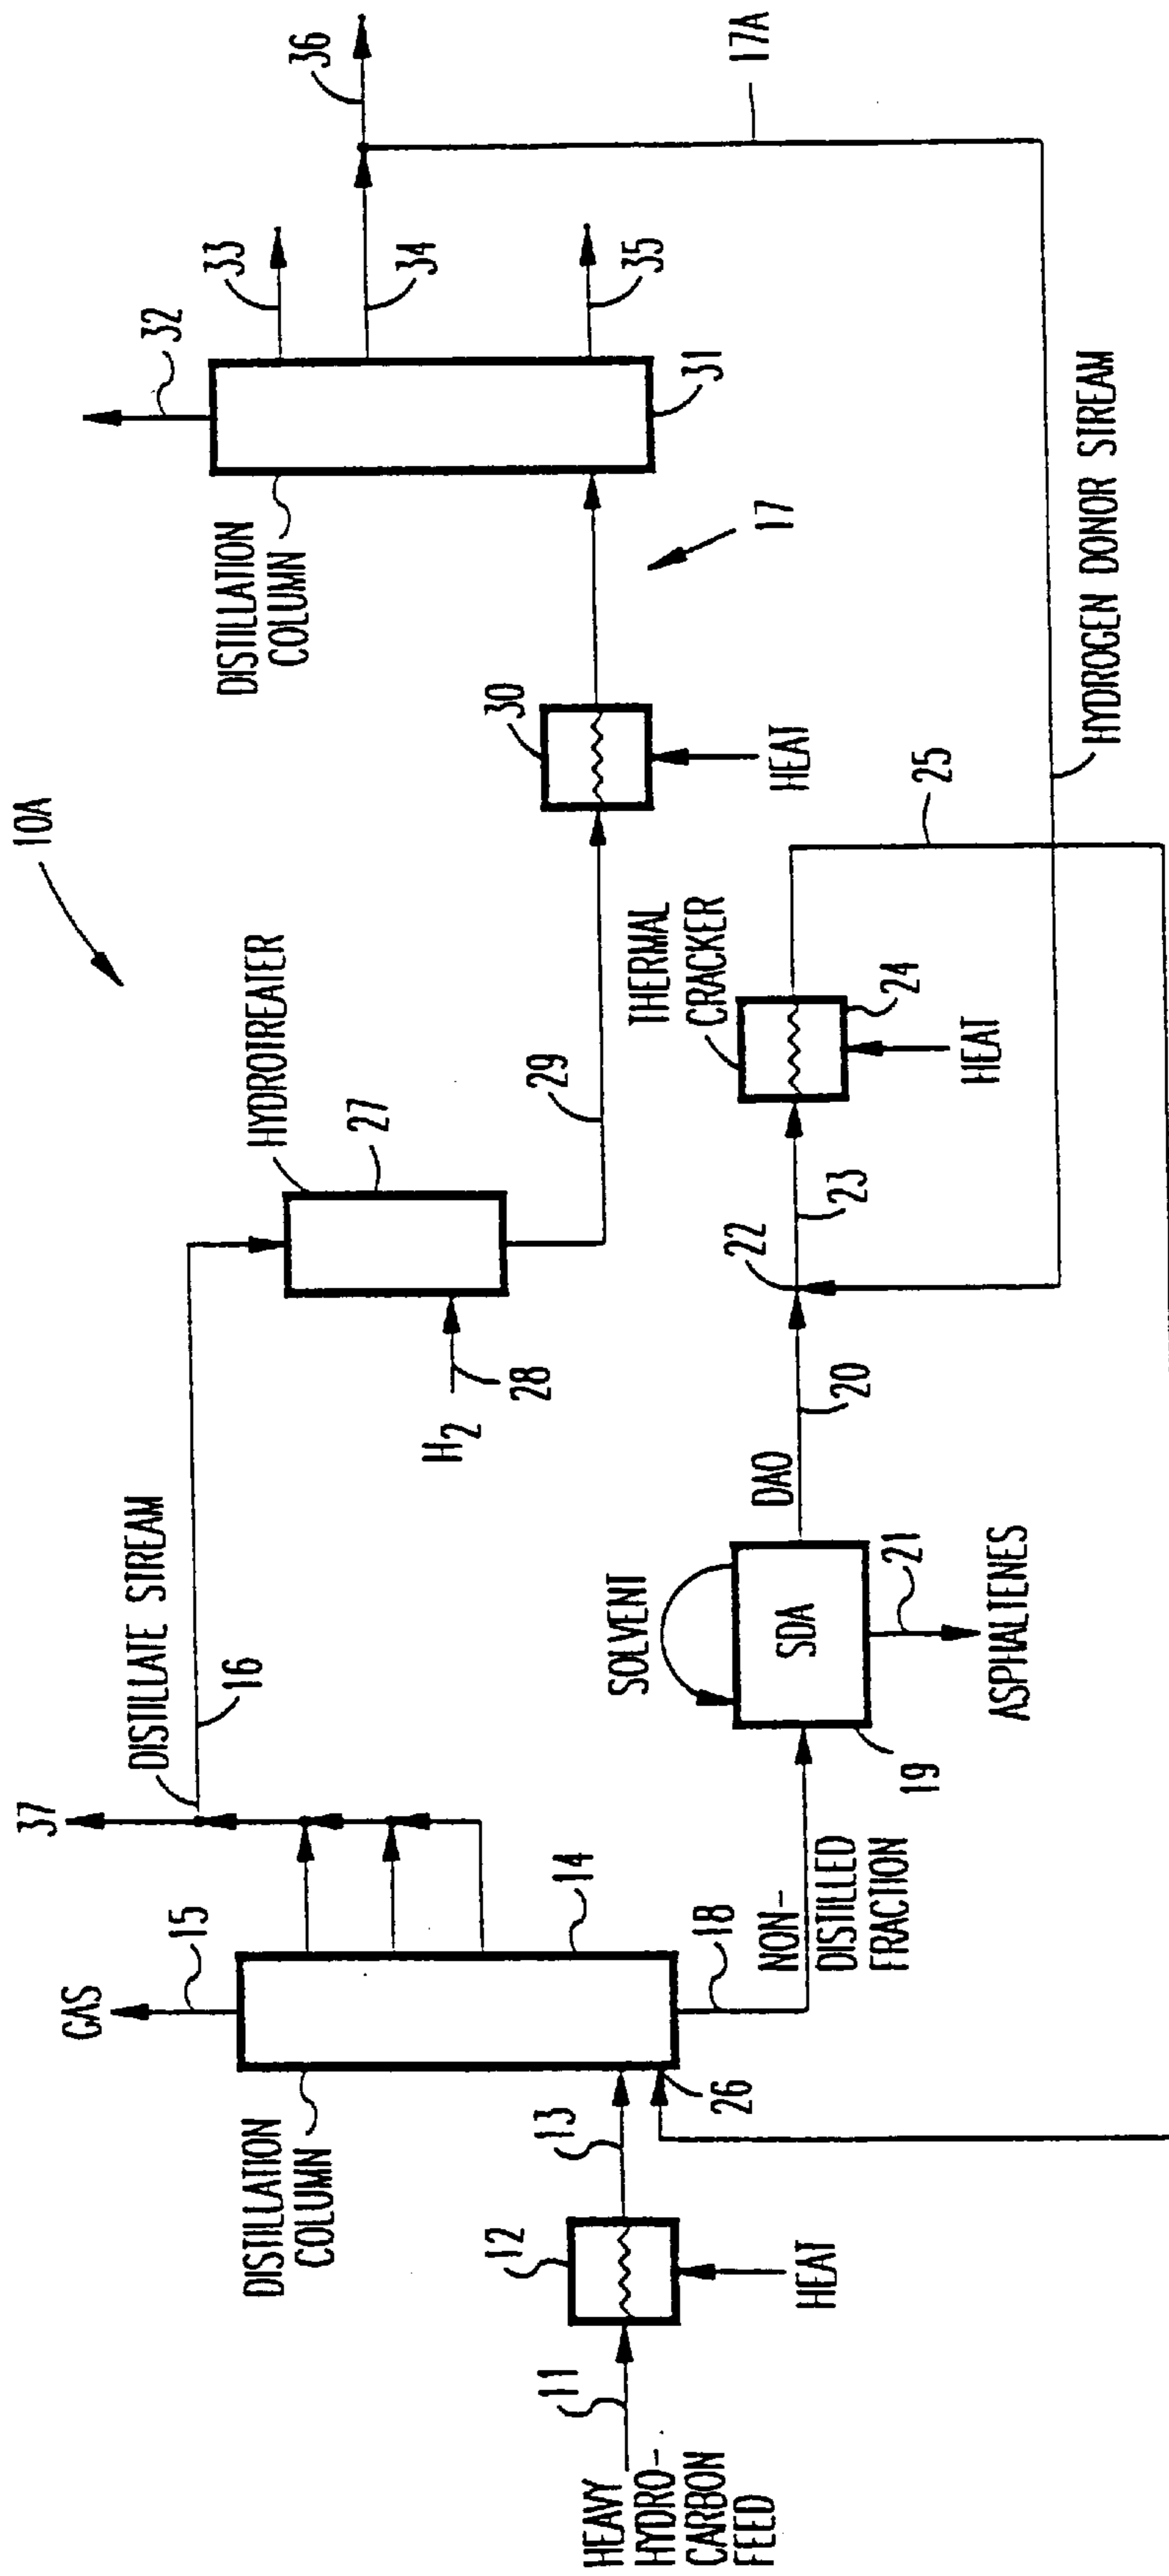 10A
HEAVY
HYDRO-
CARBON
FEED
11
12
HEAT
13
DISTILLATION
COLUMN
GAS
15
14
26
18
NON-
DISTILLED
FRACTION
37
DISTILLATE STREAM
16
SOLVENT
SDA
19
21
ASPHALTENES
DAO
20
22
23
H2
28
HYDROTREATER
27
29
THERMAL
CRACKER
24
HEAT
25
30
HEAT
17
DISTILLATION
COLUMN
31
32
33
34
35
36
17A
HYDROGEN DONOR STREAM